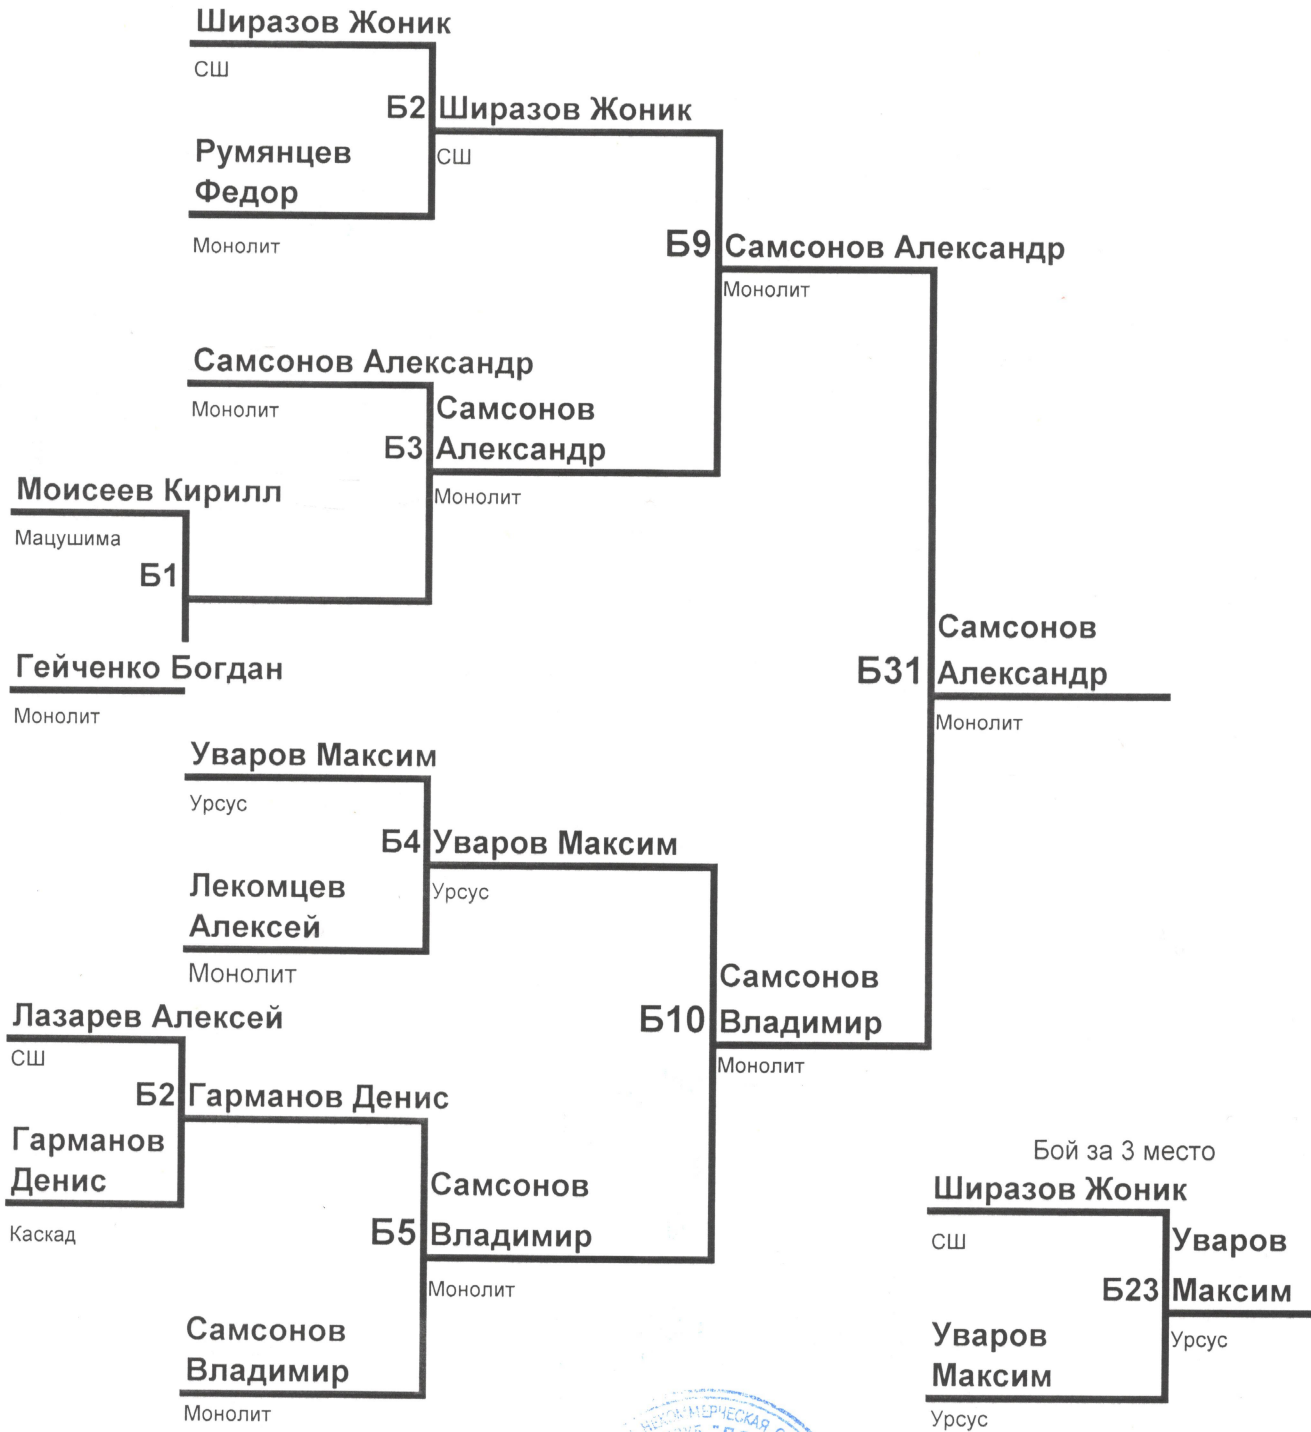 Ширазов Жоник
СШ
Б2
Ширазов Жоник
СШ
Румянцев
Федор
Монолит
Б9
Самсонов Александр
Монолит
Самсонов Александр
Монолит
Б3
Самсонов
Александр
Монолит
Моисеев Кирилл
Мацушима
Б1
Гейченко Богдан
Монолит
Б31
Самсонов
Александр
Монолит
Уваров Максим
Урсус
Б4
Уваров Максим
Урсус
Лекомцев
Алексей
Монолит
Б10
Самсонов
Владимир
Монолит
Лазарев Алексей
СШ
Б2
Гарманов Денис
Гарманов
Денис
Каскад
Б5
Самсонов
Владимир
Монолит
Самсонов
Владимир
Монолит
Бой за 3 место
Ширазов Жоник
СШ
Б23
Уваров
Максим
Урсус
Уваров
Максим
Урсус
НЕКОММЕРЧЕСКАЯ